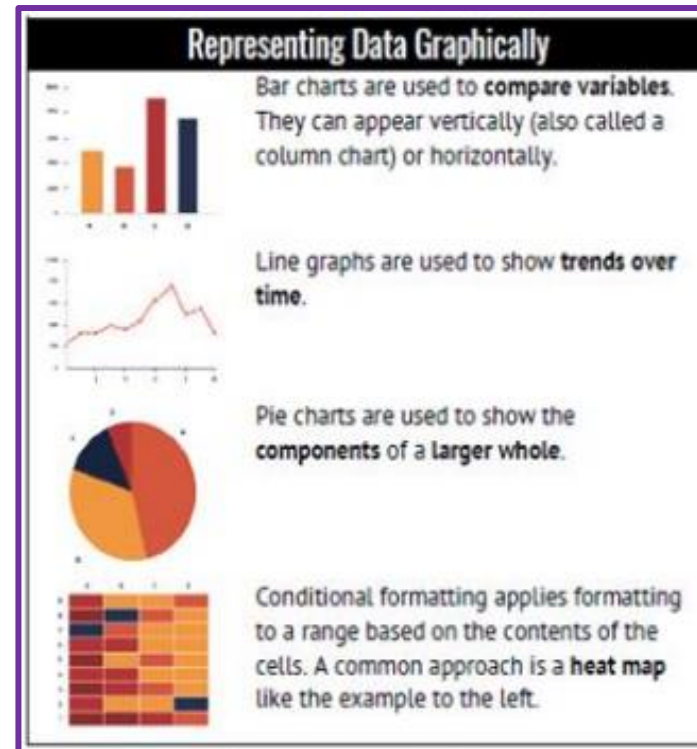 Representing Data Graphically
Bar charts are used to compare variables.
They can appear vertically (also called a
column chart) or horizontally.
Line graphs are used to show trends over
time.
Pie charts are used to show the
components of a larger whole.
Conditional formatting applies formatting
to a range based on the contents of the
cells. A common approach is a heat map
like the example to the left.